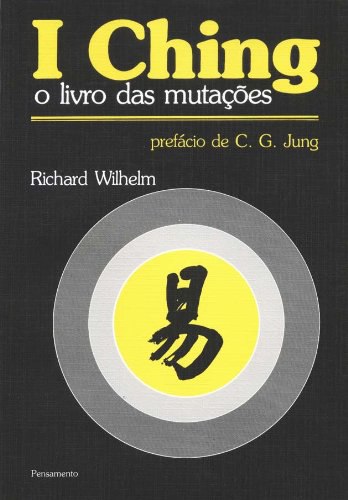 I Ching
o livro das mutações
prefácio de C. G. Jung
Richard Wilhelm
易
Pensamento